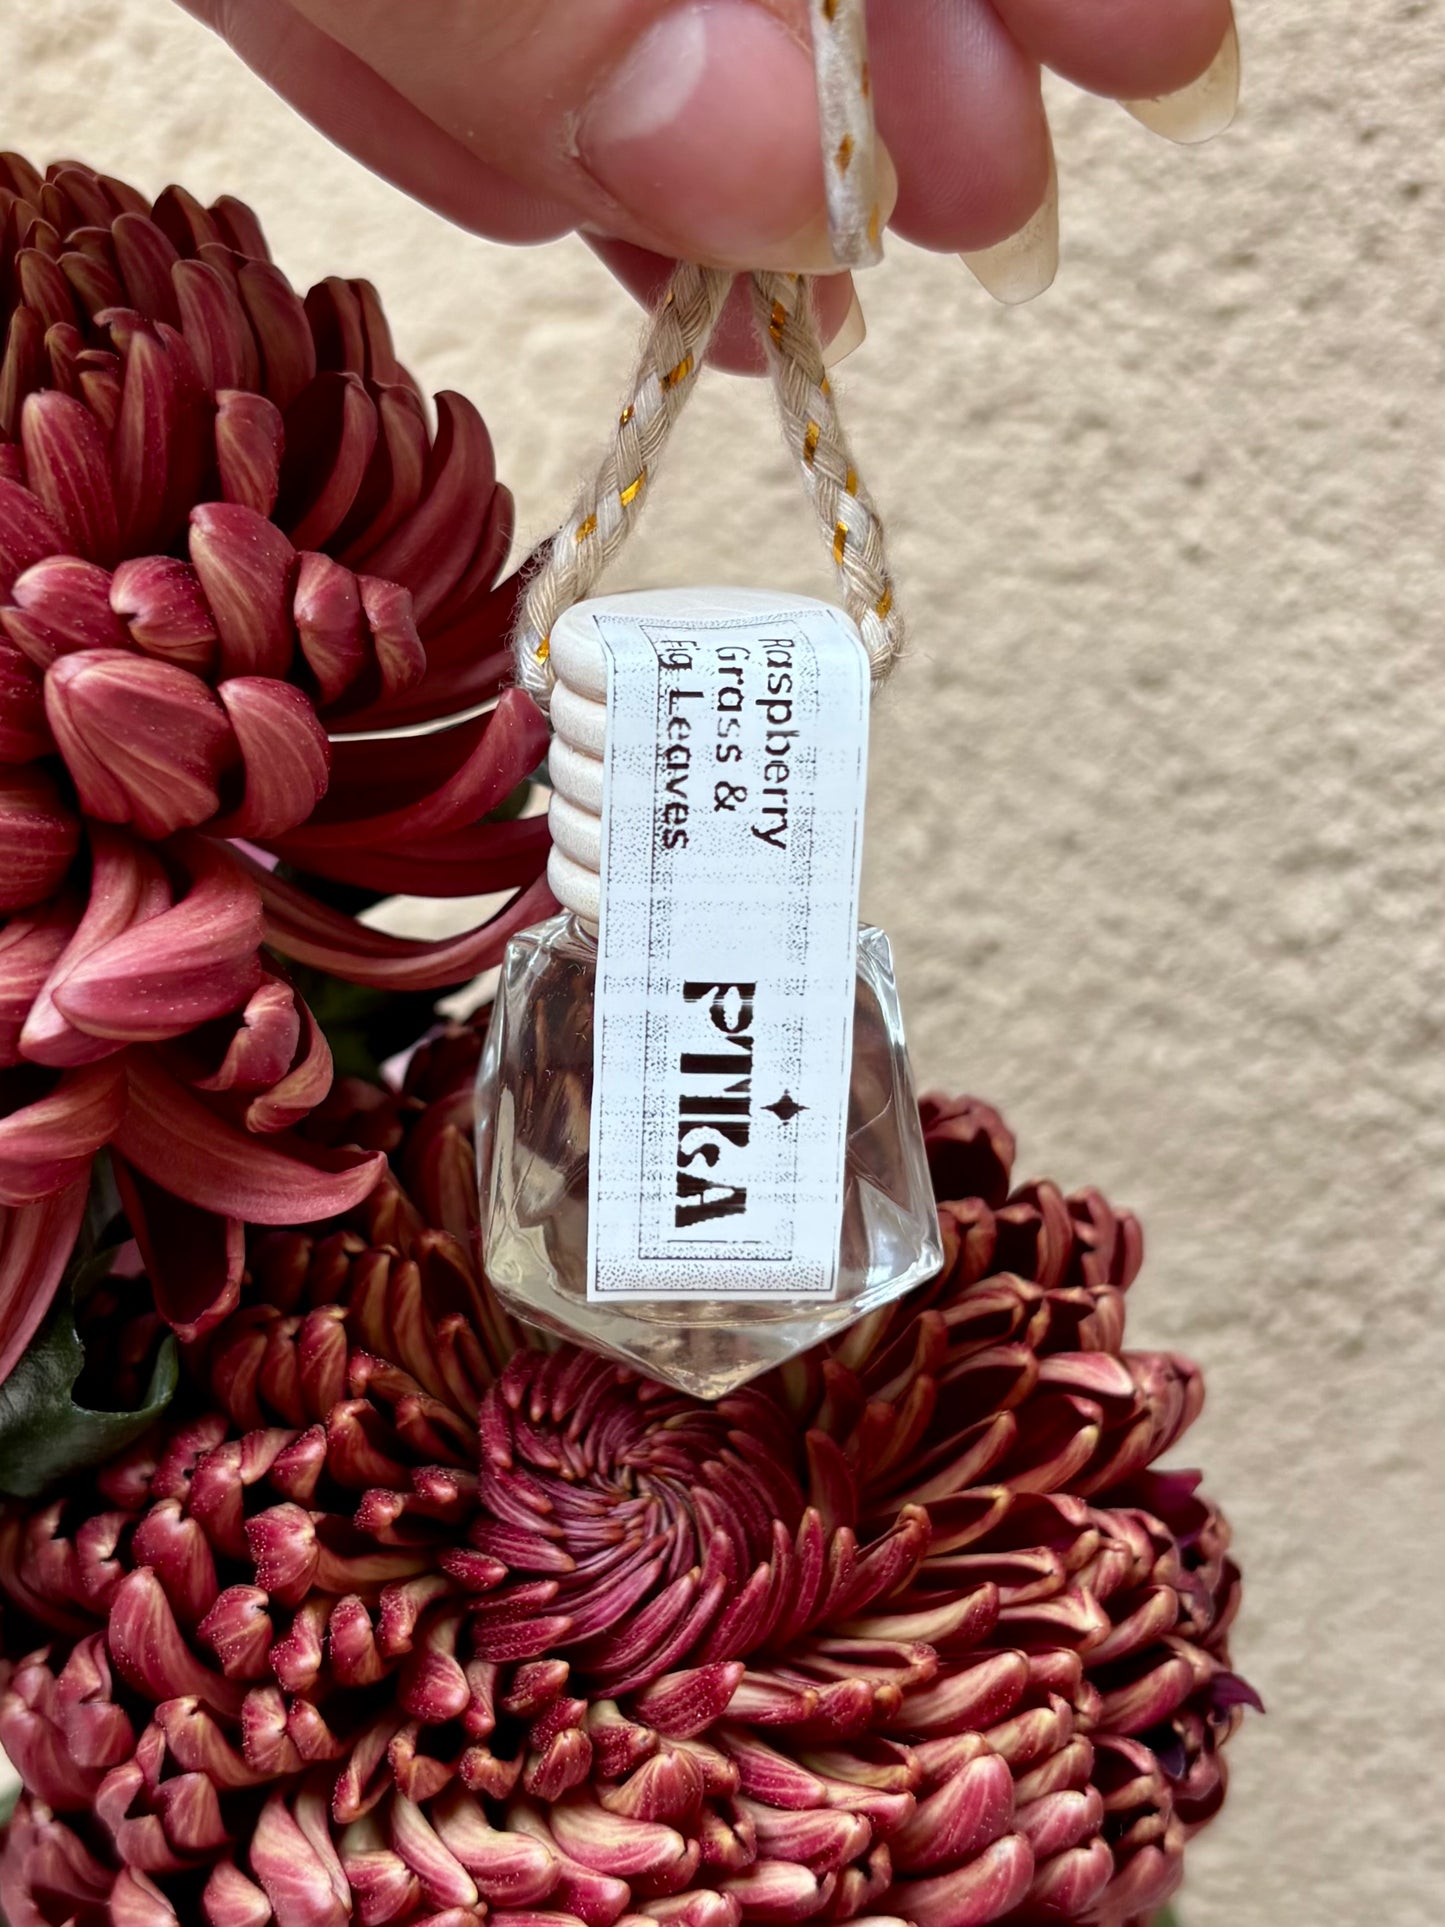 Raspberry
Grass &
Fig Leaves
PTIKA